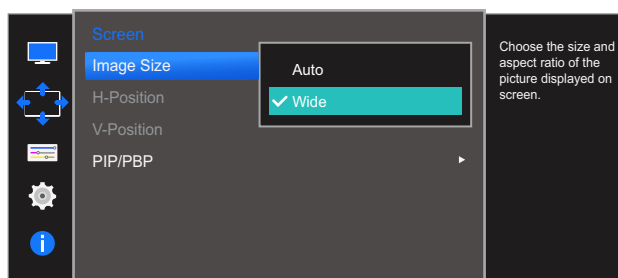 Screen
Image Size
Auto
Wide
H-Position
V-Position
PIP/PBP
Choose the size and
aspect ratio of the
picture displayed on
screen.